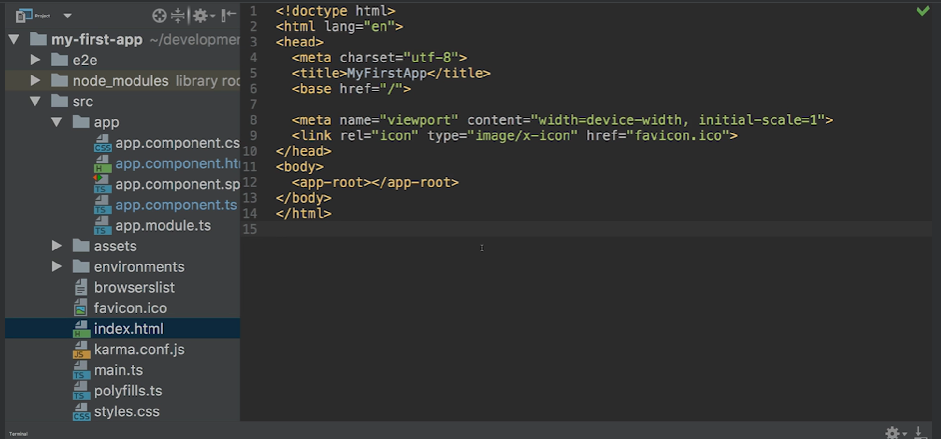 Project
my-first-app ~/developmen
e2e
node_modules library roo
src
app
app.component.cs
app.component.htm
app.component.sp
app.component.ts
app.module.ts
assets
environments
browserslist
favicon.ico
index.html
karma.conf.js
main.ts
polyfills.ts
styles.css
1 <!doctype html>
2 <html lang="en">
3 <head>
4 <meta charset="utf-8">
5 <title>MyFirstApp</title>
6 <base href="/">
7
8 <meta name="viewport" content="width=device-width, initial-scale=1">
9 <link rel="icon" type="image/x-icon" href="favicon.ico">
10 </head>
11 <body>
12 <app-root></app-root>
13 </body>
14 </html>
15
Terminal